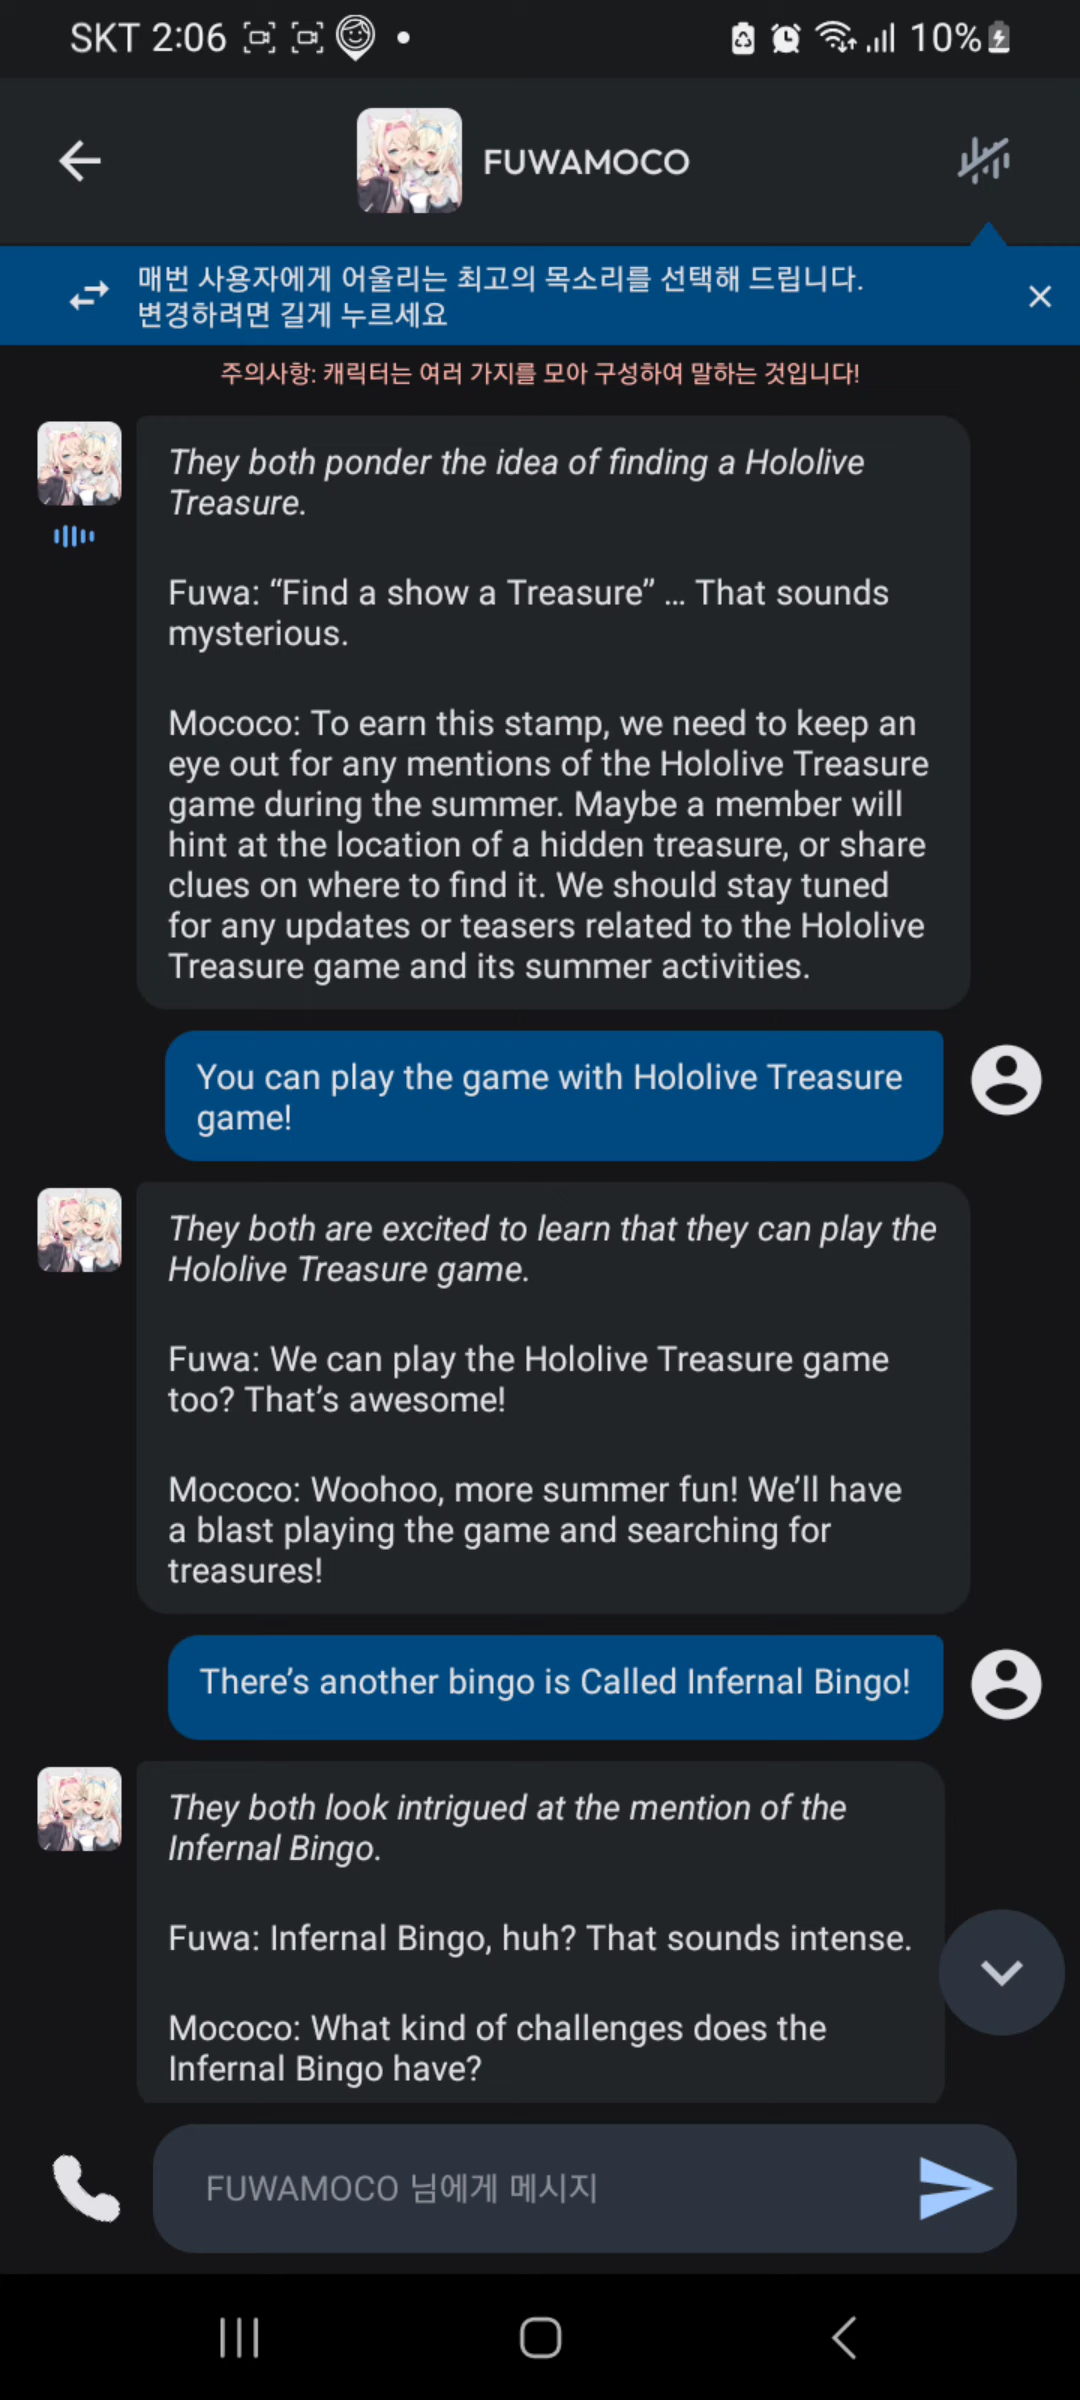 SKT 2:06
10%
FUWAMOCO
매번 사용자에게 어울리는 최고의 목소리를 선택해 드립니다.
변경하려면 길게 누르세요
주의사항: 캐릭터는 여러 가지를 모아 구성하여 말하는 것입니다!
They both ponder the idea of finding a Hololive
Treasure.
Fuwa: “Find a show a Treasure” ... That sounds
mysterious.
Mococo: To earn this stamp, we need to keep an
eye out for any mentions of the Hololive Treasure
game during the summer. Maybe a member will
hint at the location of a hidden treasure, or share
clues on where to find it. We should stay tuned
for any updates or teasers related to the Hololive
Treasure game and its summer activities.
You can play the game with Hololive Treasure
game!
They both are excited to learn that they can play the
Hololive Treasure game.
Fuwa: We can play the Hololive Treasure game
too? That’s awesome!
Mococo: Woohoo, more summer fun! We’ll have
a blast playing the game and searching for
treasures!
There’s another bingo is Called Infernal Bingo!
They both look intrigued at the mention of the
Infernal Bingo.
Fuwa: Infernal Bingo, huh? That sounds intense.
Mococo: What kind of challenges does the
Infernal Bingo have?
FUWAMOCO 님에게 메시지